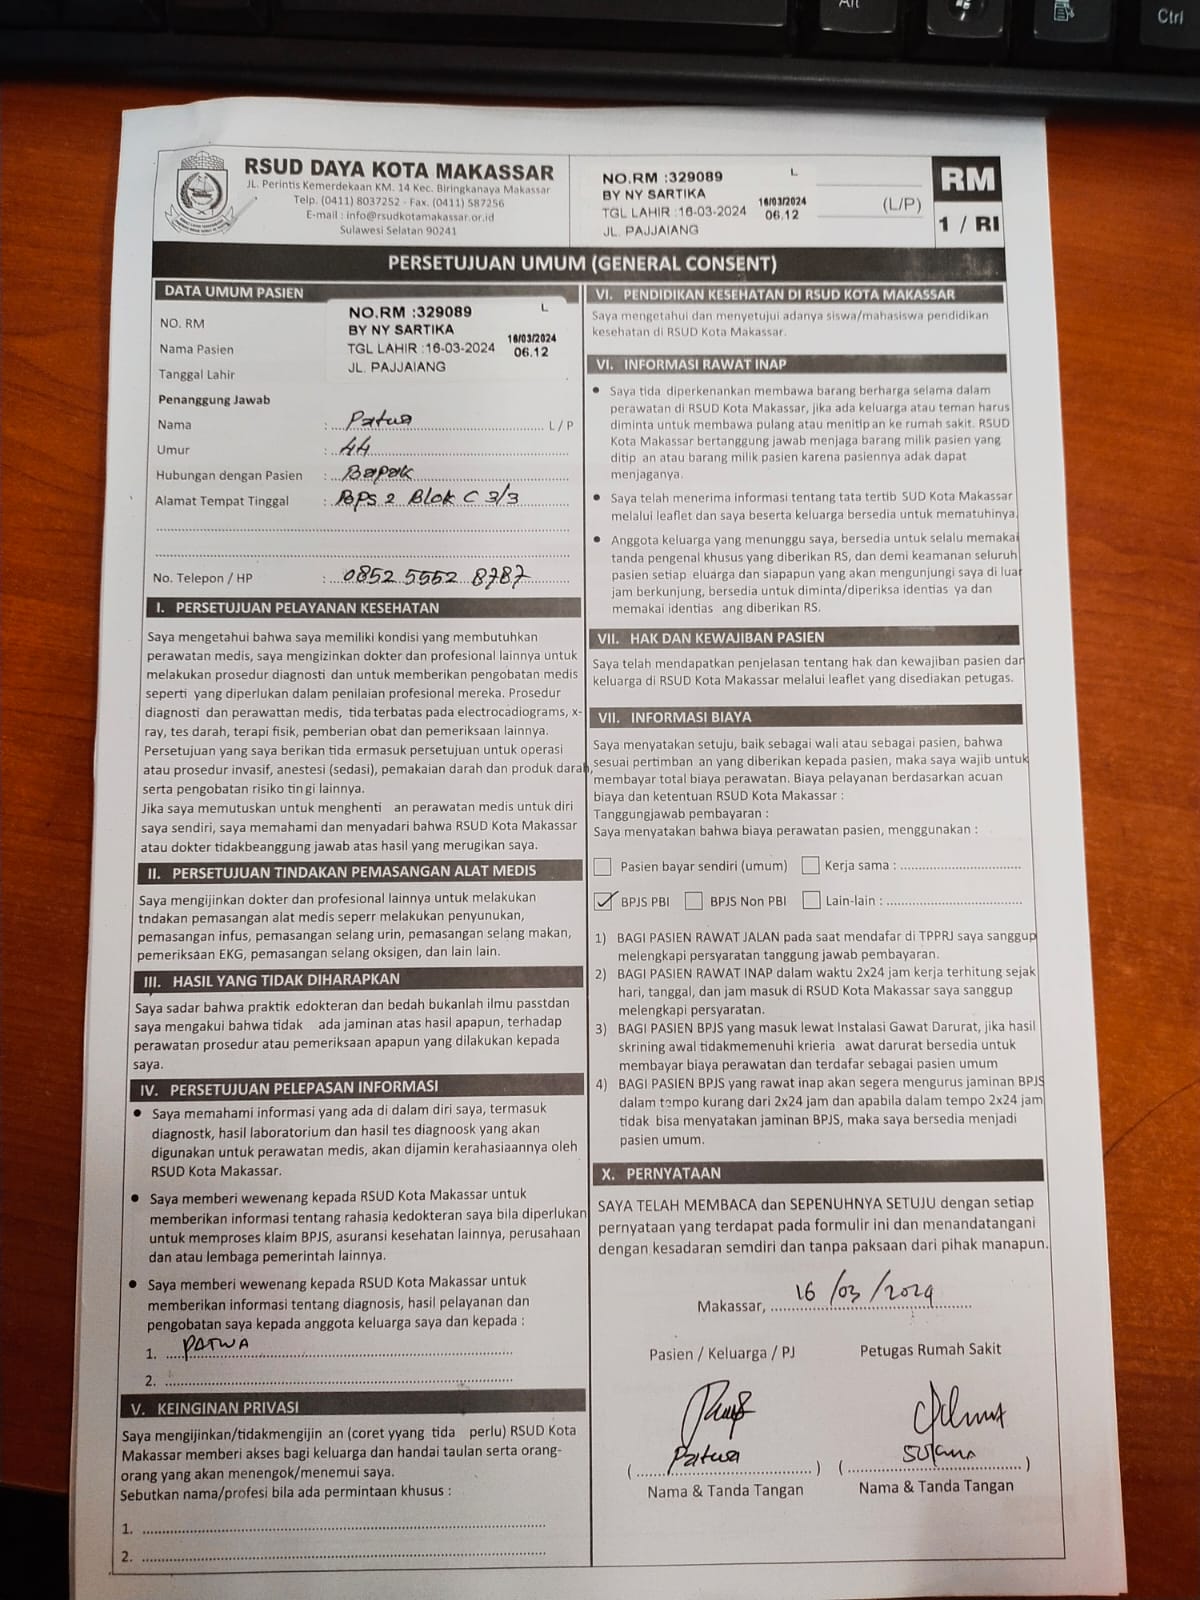 Alt
Ctrl
RSUD DAYA KOTA MAKASSAR
JL. Perintis Kemerdekaan KM. 14 Kec. Biringkanaya Makassar
Telp. (0411) 8037252 - Fax. (0411) 587256
E-mail : info@rsudkotamakassar.or.id
Sulawesi Selatan 90241
NO.RM :329089 L
BY NY SARTIKA
TGL LAHIR :16-03-2024 16/03/2024 06.12
JL. PAJJAIANG
(L/P)
RM
1 / RI
PERSETUJUAN UMUM (GENERAL CONSENT)
DATA UMUM PASIEN
NO. RM
Nama Pasien
Tanggal Lahir
NO.RM :329089 L
BY NY SARTIKA
TGL LAHIR :16-03-2024 16/03/2024 06.12
JL. PAJJAIANG
Penanggung Jawab
Nama : Patwa L / P
Umur : 44
Hubungan dengan Pasien : Bapak
Alamat Tempat Tinggal : BPS 2 Blok C 3/3
No. Telepon / HP : 0852 5552 8787
I. PERSETUJUAN PELAYANAN KESEHATAN
Saya mengetahui bahwa saya memiliki kondisi yang membutuhkan
perawatan medis, saya mengizinkan dokter dan profesional lainnya untuk
melakukan prosedur diagnosti dan untuk memberikan pengobatan medis
seperti yang diperlukan dalam penilaian profesional mereka. Prosedur
diagnosti dan perawattan medis, tida terbatas pada electrocadiograms, x-
ray, tes darah, terapi fisik, pemberian obat dan pemeriksaan lainnya.
Persetujuan yang saya berikan tida ermasuk persetujuan untuk operasi
atau prosedur invasif, anestesi (sedasi), pemakaian darah dan produk darah,
serta pengobatan risiko tin gi lainnya.
Jika saya memutuskan untuk menghenti an perawatan medis untuk diri
saya sendiri, saya memahami dan menyadari bahwa RSUD Kota Makassar
atau dokter tidakbeanggung jawab atas hasil yang merugikan saya.
II. PERSETUJUAN TINDAKAN PEMASANGAN ALAT MEDIS
Saya mengijinkan dokter dan profesional lainnya untuk melakukan
tndakan pemasangan alat medis seperr melakukan penyunukan,
pemasangan infus, pemasangan selang urin, pemasangan selang makan,
pemeriksaan EKG, pemasangan selang oksigen, dan lain lain.
III. HASIL YANG TIDAK DIHARAPKAN
Saya sadar bahwa praktik edokteran dan bedah bukanlah ilmu passtdan
saya mengakui bahwa tidak ada jaminan atas hasil apapun, terhadap
perawatan prosedur atau pemeriksaan apapun yang dilakukan kepada
saya.
IV. PERSETUJUAN PELEPASAN INFORMASI
• Saya memahami informasi yang ada di dalam diri saya, termasuk
diagnostk, hasil laboratorium dan hasil tes diagnoosk yang akan
digunakan untuk perawatan medis, akan dijamin kerahasiaannya oleh
RSUD Kota Makassar.
• Saya memberi wewenang kepada RSUD Kota Makassar untuk
memberikan informasi tentang rahasia kedokteran saya bila diperlukan
untuk memproses klaim BPJS, asuransi kesehatan lainnya, perusahaan
dan atau lembaga pemerintah lainnya.
• Saya memberi wewenang kepada RSUD Kota Makassar untuk
memberikan informasi tentang diagnosis, hasil pelayanan dan
pengobatan saya kepada anggota keluarga saya dan kepada :
1. PATWA
2.
V. KEINGINAN PRIVASI
Saya mengijinkan/tidakmengijin an (coret yyang tida perlu) RSUD Kota
Makassar memberi akses bagi keluarga dan handai taulan serta orang-
orang yang akan menengok/menemui saya.
Sebutkan nama/profesi bila ada permintaan khusus :
1.
2.
VI. PENDIDIKAN KESEHATAN DI RSUD KOTA MAKASSAR
Saya mengetahui dan menyetujui adanya siswa/mahasiswa pendidikan
kesehatan di RSUD Kota Makassar.
VI. INFORMASI RAWAT INAP
• Saya tida diperkenankan membawa barang berharga selama dalam
perawatan di RSUD Kota Makassar, jika ada keluarga atau teman harus
diminta untuk membawa pulang atau menitip an ke rumah sakit. RSUD
Kota Makassar bertanggung jawab menjaga barang milik pasien yang
ditip an atau barang milik pasien karena pasiennya adak dapat
menjaganya.
• Saya telah menerima informasi tentang tata tertib SUD Kota Makassar
melalui leaflet dan saya beserta keluarga bersedia untuk mematuhinya.
• Anggota keluarga yang menunggu saya, bersedia untuk selalu memakai
tanda pengenal khusus yang diberikan RS, dan demi keamanan seluruh
pasien setiap eluarga dan siapapun yang akan mengunjungi saya di luar
jam berkunjung, bersedia untuk diminta/diperiksa identias ya dan
memakai identias ang diberikan RS.
VII. HAK DAN KEWAJIBAN PASIEN
Saya telah mendapatkan penjelasan tentang hak dan kewajiban pasien dan
keluarga di RSUD Kota Makassar melalui leaflet yang disediakan petugas.
VII. INFORMASI BIAYA
Saya menyatakan setuju, baik sebagai wali atau sebagai pasien, bahwa
sesuai pertimban an yang diberikan kepada pasien, maka saya wajib untuk
membayar total biaya perawatan. Biaya pelayanan berdasarkan acuan
biaya dan ketentuan RSUD Kota Makassar :
Tanggungjawab pembayaran :
Saya menyatakan bahwa biaya perawatan pasien, menggunakan :
Pasien bayar sendiri (umum) Kerja sama :
✓ BPJS PBI BPJS Non PBI Lain-lain :
1) BAGI PASIEN RAWAT JALAN pada saat mendafar di TPPRJ saya sanggup
melengkapi persyaratan tanggung jawab pembayaran.
2) BAGI PASIEN RAWAT INAP dalam waktu 2x24 jam kerja terhitung sejak
hari, tanggal, dan jam masuk di RSUD Kota Makassar saya sanggup
melengkapi persyaratan.
3) BAGI PASIEN BPJS yang masuk lewat Instalasi Gawat Darurat, jika hasil
skrining awal tidakmemenuhi krieria awat darurat bersedia untuk
membayar biaya perawatan dan terdafar sebagai pasien umum
4) BAGI PASIEN BPJS yang rawat inap akan segera mengurus jaminan BPJS
dalam tempo kurang dari 2x24 jam dan apabila dalam tempo 2x24 jam
tidak bisa menyatakan jaminan BPJS, maka saya bersedia menjadi
pasien umum.
X. PERNYATAAN
SAYA TELAH MEMBACA dan SEPENUHNYA SETUJU dengan setiap
pernyataan yang terdapat pada formulir ini dan menandatangani
dengan kesadaran semdiri dan tanpa paksaan dari pihak manapun.
Makassar, 16/03/2024
Pasien / Keluarga / PJ Petugas Rumah Sakit
( Patwa ) ( )
Nama & Tanda Tangan Nama & Tanda Tangan